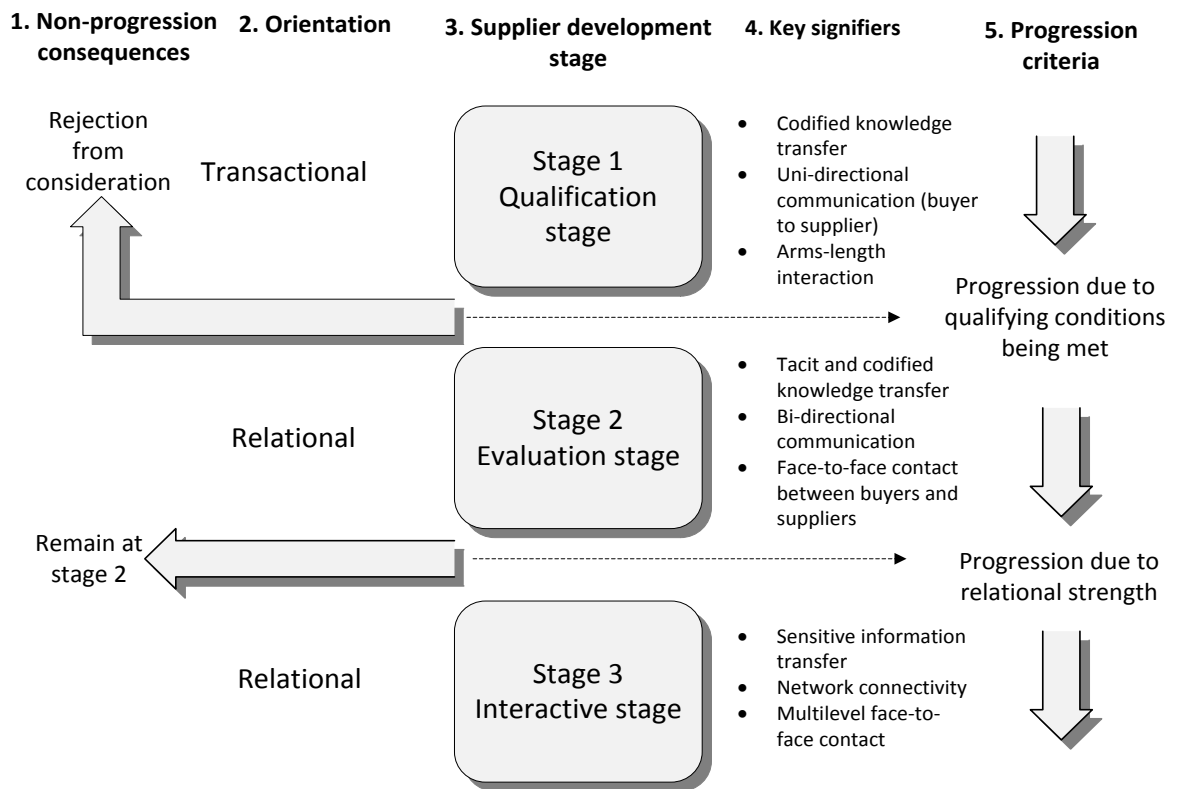 1. Non-progression
consequences
2. Orientation
3. Supplier development
stage
4. Key signifiers
5. Progression
criteria
Rejection
from
consideration
Transactional
Stage 1
Qualification
stage
• Codified knowledge
transfer
• Uni-directional
communication (buyer
to supplier)
• Arms-length
interaction
Progression due to
qualifying conditions
being met
Relational
Stage 2
Evaluation stage
• Tacit and codified
knowledge transfer
• Bi-directional
communication
• Face-to-face contact
between buyers and
suppliers
Remain at
stage 2
Progression due to
relational strength
Relational
Stage 3
Interactive stage
• Sensitive information
transfer
• Network connectivity
• Multilevel face-to-
face contact